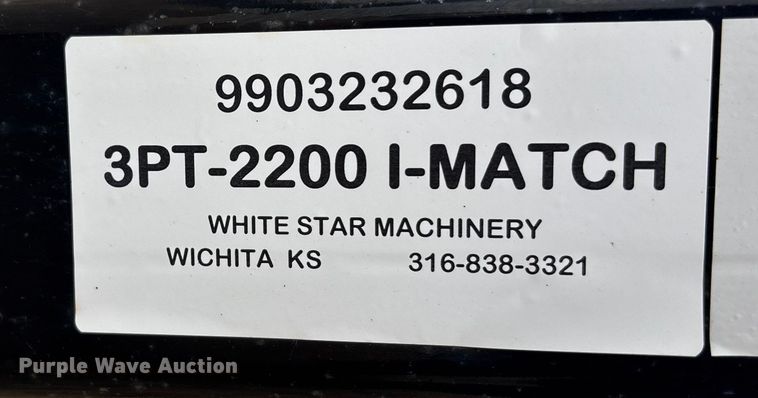 9903232618
3PT-2200 I-MATCH
WHITE STAR MACHINERY
WICHITA KS 316-838-3321
Purple Wave Auction